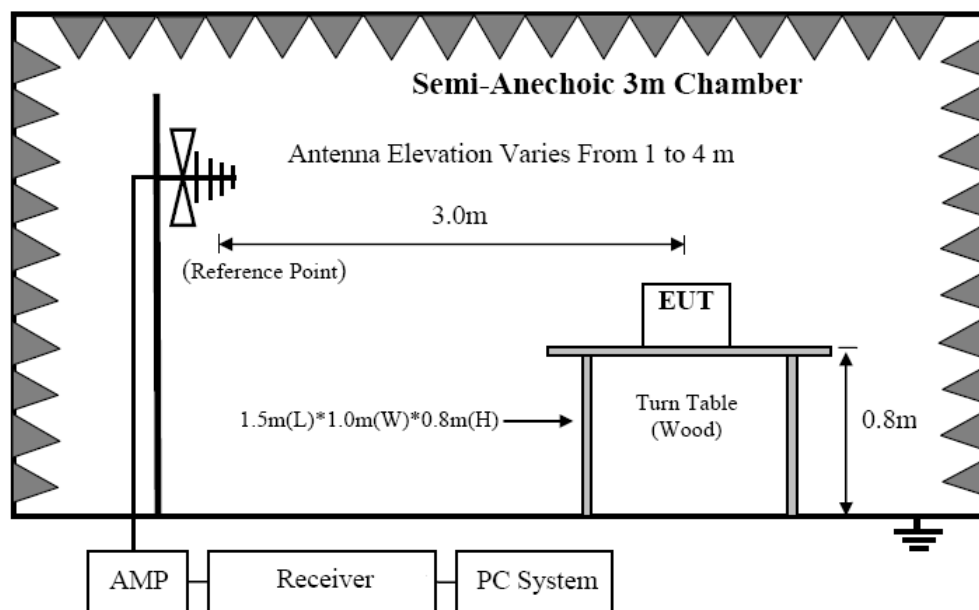 Semi-Anechoic 3m Chamber
Antenna Elevation Varies From 1 to 4 m
3.0m
(Reference Point)
EUT
1.5m(L)*1.0m(W)*0.8m(H)
Turn Table
(Wood)
0.8m
AMP
Receiver
PC System